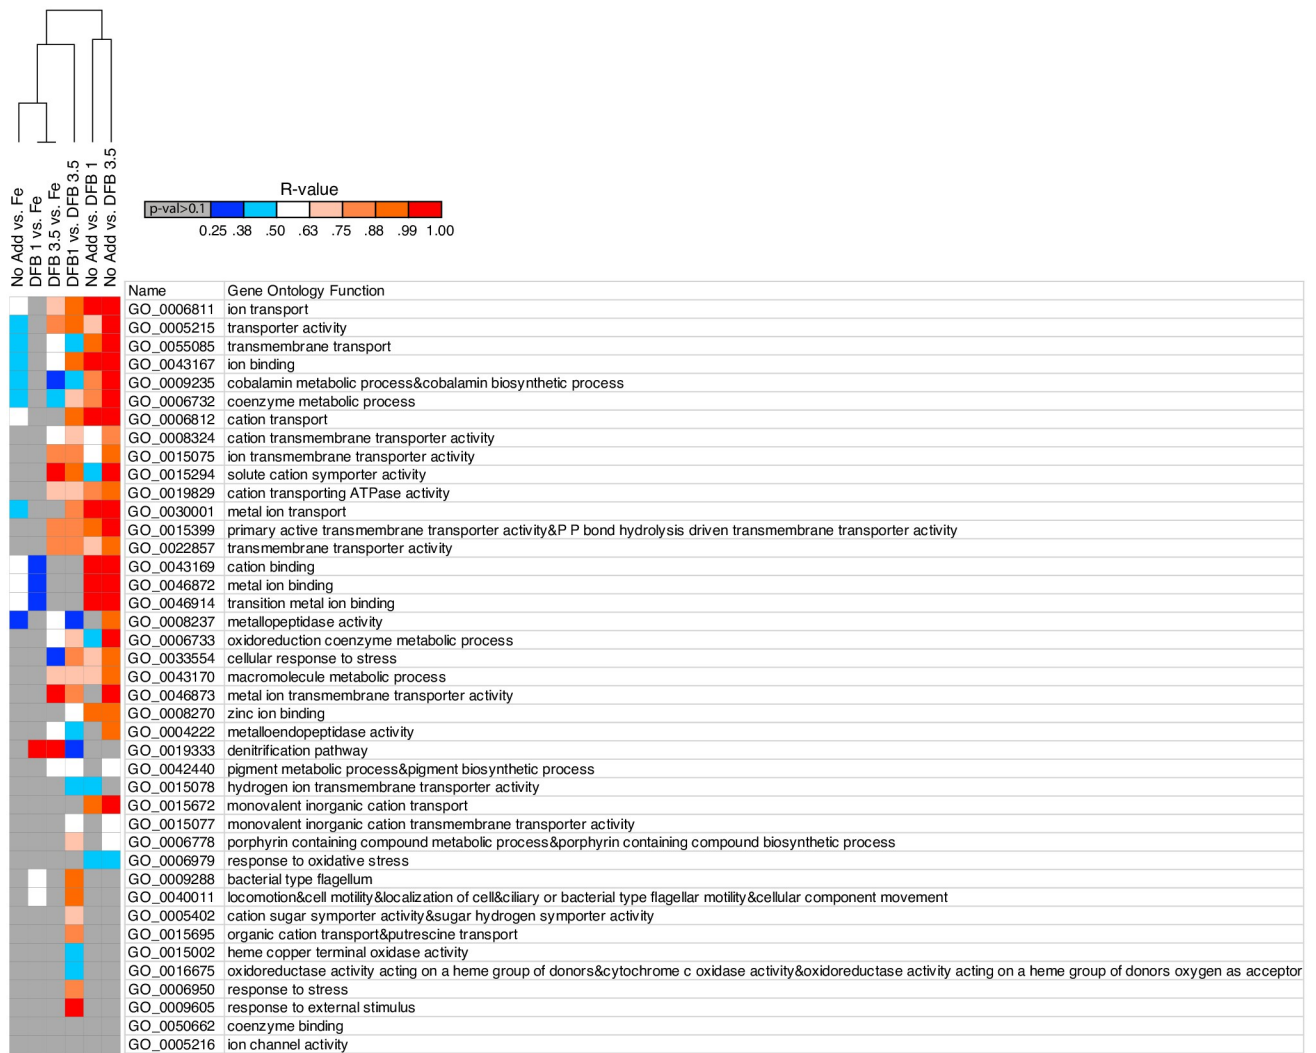 No Add vs. Fe
DFB 1 vs. Fe
DFB 3.5 vs. Fe
DFB1 vs. DFB 3.5
No Add vs. DFB 1
No Add vs. DFB 3.5
R-value
p-val>0.1
0.25 .38 .50 .63 .75 .88 .99 1.00
Name Gene Ontology Function
GO_0006811 ion transport
GO_0005215 transporter activity
GO_0055085 transmembrane transport
GO_0043167 ion binding
GO_0009235 cobalamin metabolic process&cobalamin biosynthetic process
GO_0006732 coenzyme metabolic process
GO_0006812 cation transport
GO_0008324 cation transmembrane transporter activity
GO_0015075 ion transmembrane transporter activity
GO_0015294 solute cation symporter activity
GO_0019829 cation transporting ATPase activity
GO_0030001 metal ion transport
GO_0015399 primary active transmembrane transporter activity&P P bond hydrolysis driven transmembrane transporter activity
GO_0022857 transmembrane transporter activity
GO_0043169 cation binding
GO_0046872 metal ion binding
GO_0046914 transition metal ion binding
GO_0008237 metallopeptidase activity
GO_0006733 oxidoreduction coenzyme metabolic process
GO_0033554 cellular response to stress
GO_0043170 macromolecule metabolic process
GO_0046873 metal ion transmembrane transporter activity
GO_0008270 zinc ion binding
GO_0004222 metalloendopeptidase activity
GO_0019333 denitrification pathway
GO_0042440 pigment metabolic process&pigment biosynthetic process
GO_0015078 hydrogen ion transmembrane transporter activity
GO_0015672 monovalent inorganic cation transport
GO_0015077 monovalent inorganic cation transmembrane transporter activity
GO_0006778 porphyrin containing compound metabolic process&porphyrin containing compound biosynthetic process
GO_0006979 response to oxidative stress
GO_0009288 bacterial type flagellum
GO_0040011 locomotion&cell motility&localization of cell&ciliary or bacterial type flagellar motility&cellular component movement
GO_0005402 cation sugar symporter activity&sugar hydrogen symporter activity
GO_0015695 organic cation transport&putrescine transport
GO_0015002 heme copper terminal oxidase activity
GO_0016675 oxidoreductase activity acting on a heme group of donors&cytochrome c oxidase activity&oxidoreductase activity acting on a heme group of donors oxygen as acceptor
GO_0006950 response to stress
GO_0009605 response to external stimulus
GO_0050662 coenzyme binding
GO_0005216 ion channel activity